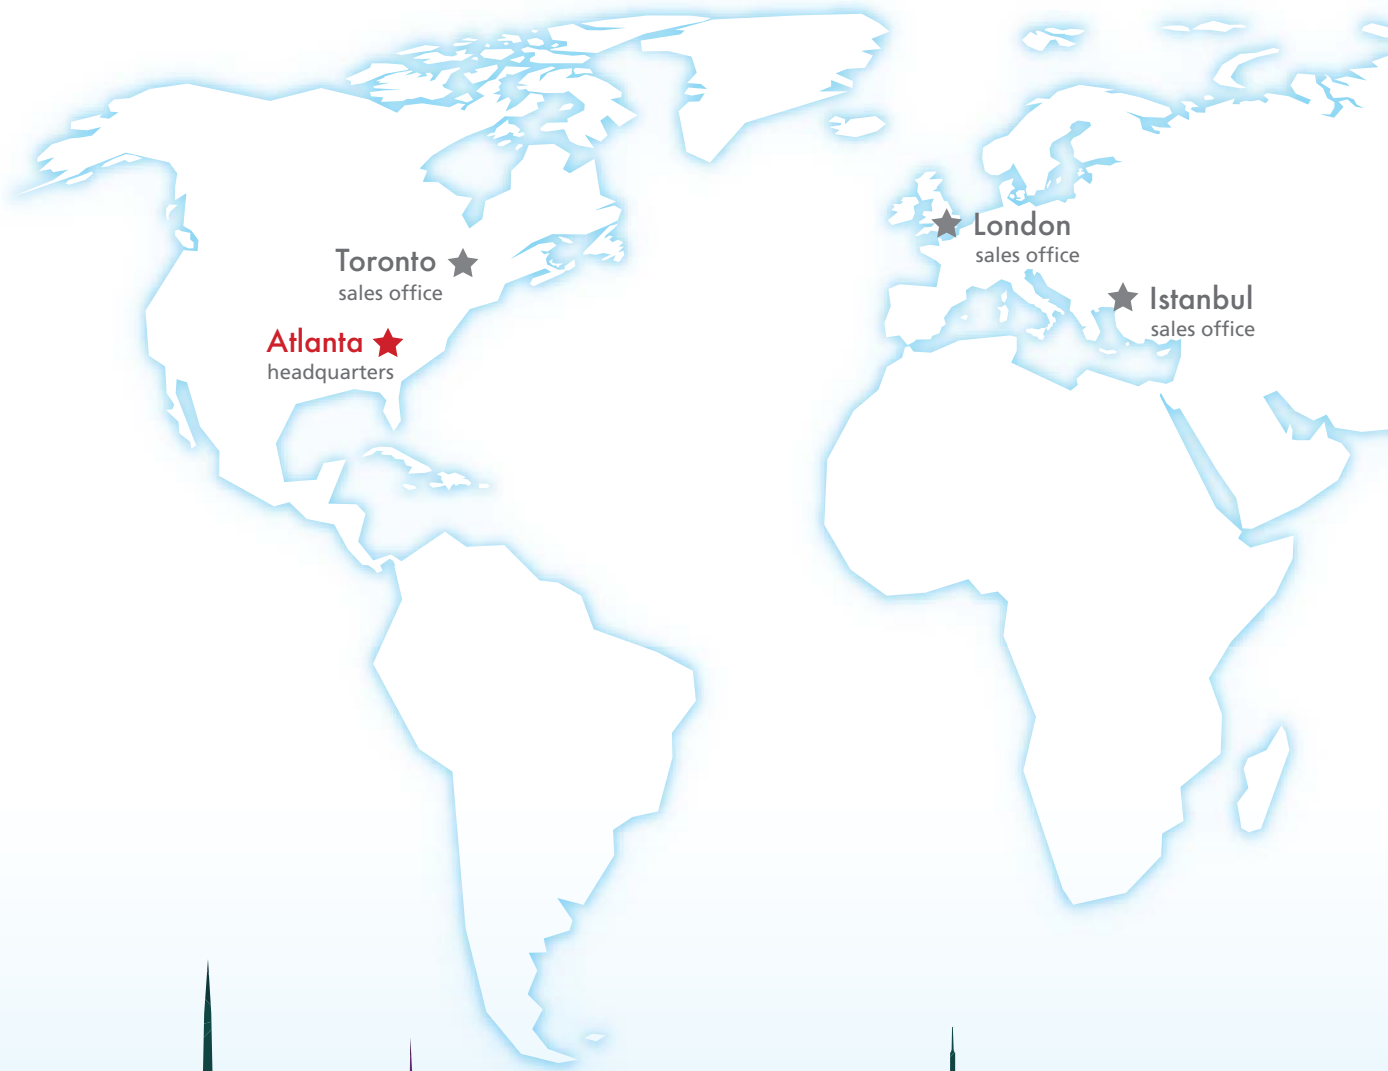 London
sales office
Toronto
sales office
Istanbul
sales office
Atlanta
headquarters